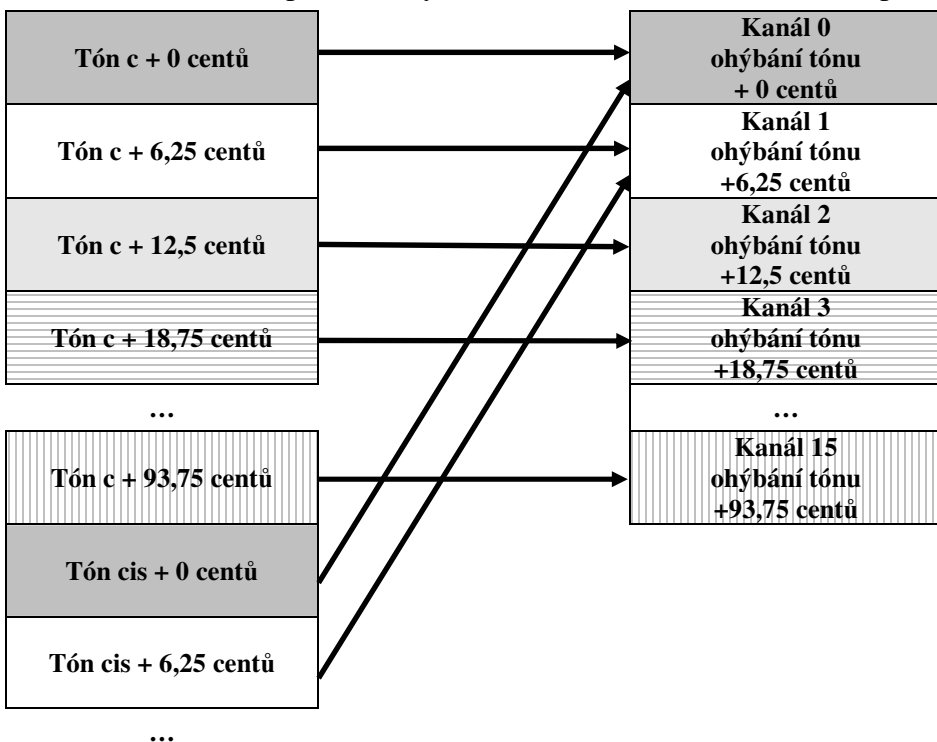 Tón c + 0 centů
Tón c + 6,25 centů
Tón c + 12,5 centů
Tón c + 18,75 centů
…
Tón c + 93,75 centů
Tón cis + 0 centů
Tón cis + 6,25 centů
…
Kanál 0
ohýbání tónu
+ 0 centů
Kanál 1
ohýbání tónu
+6,25 centů
Kanál 2
ohýbání tónu
+12,5 centů
Kanál 3
ohýbání tónu
+18,75 centů
…
Kanál 15
ohýbání tónu
+93,75 centů